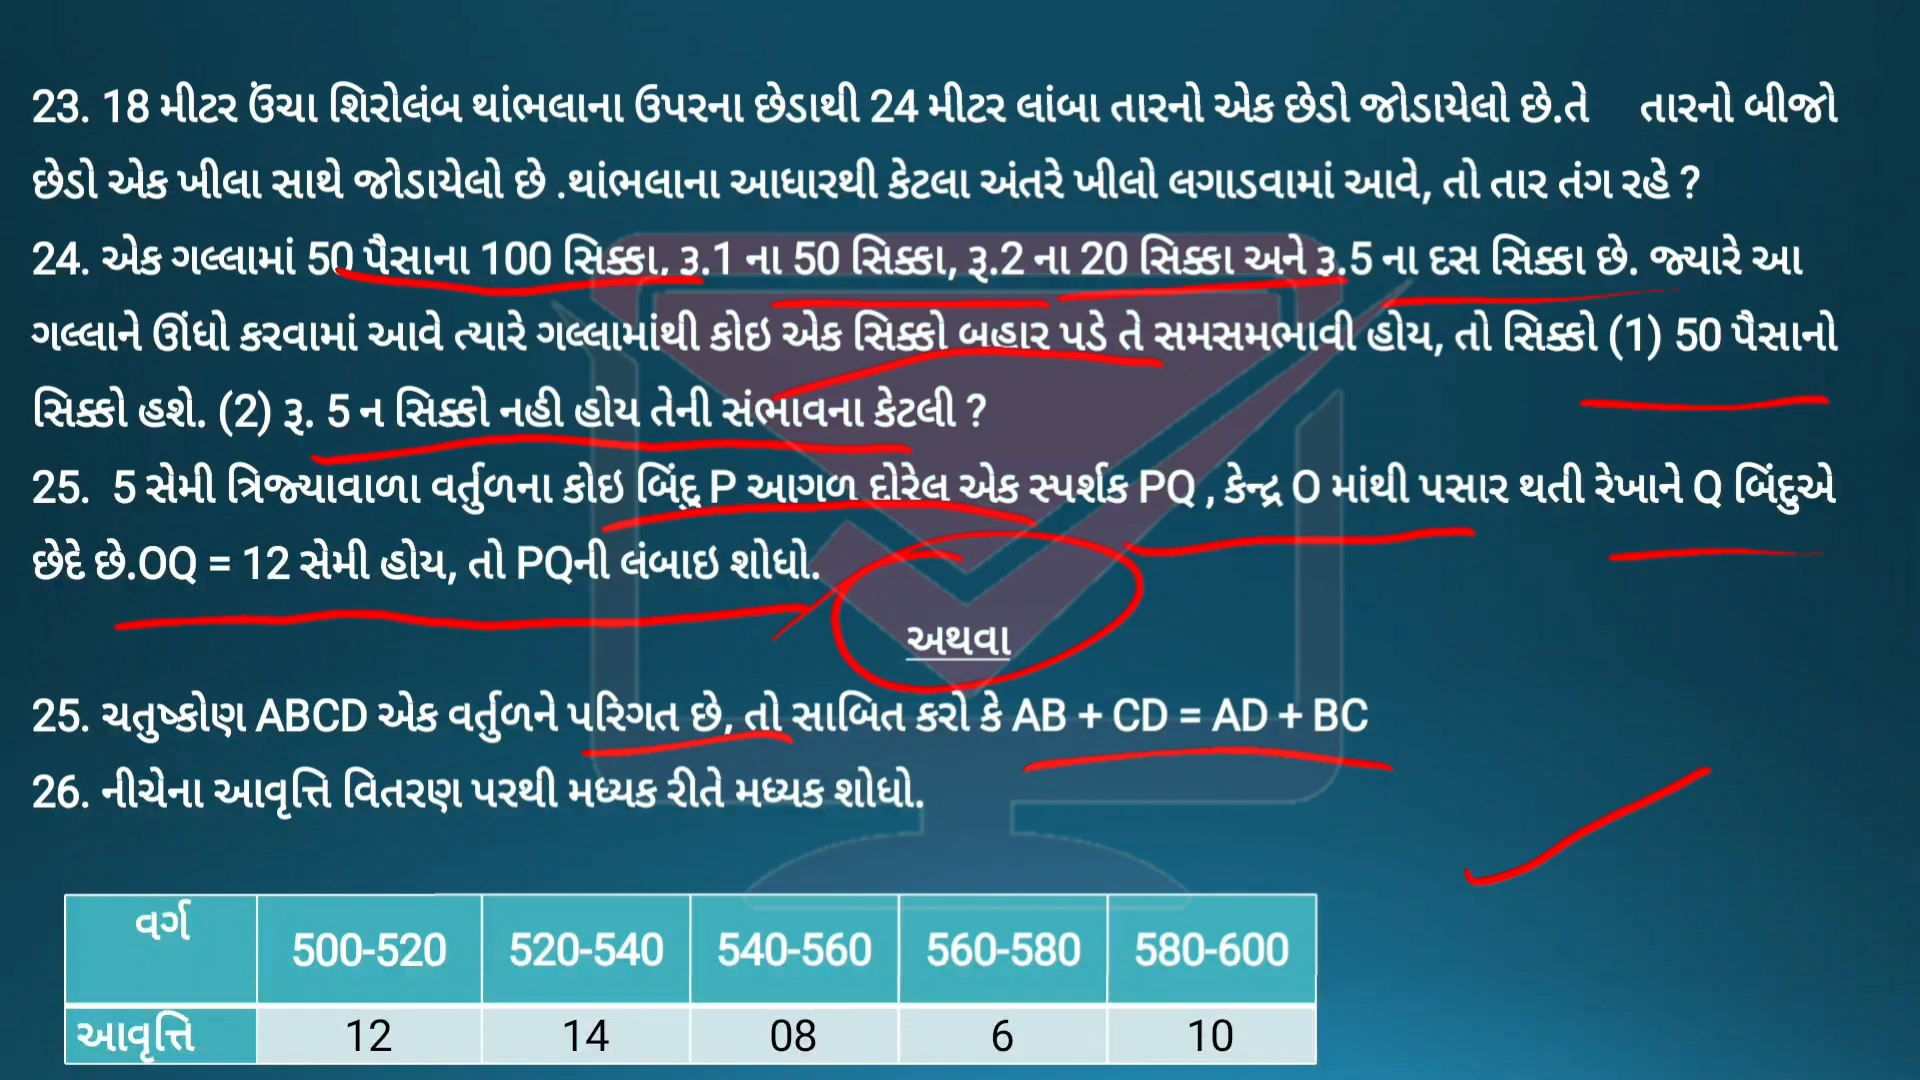 23. 18 મીટર ઉંચા શિરોલંબ થાંભલાના ઉપરના છેડાથી 24 મીટર લાંબા તારનો એક છેડો જોડાયેલો છે.તે તારનો બીજો
છેડો એક ખીલા સાથે જોડાયેલો છે .થાંભલાના આધારથી કેટલા અંતરે ખીલો લગાડવામાં આવે, તો તાર તંગ રહે ?
24. એક ગલ્લામાં 50 પૈસાના 100 સિક્કા, રૂ.1 ના 50 સિક્કા, રૂ.2 ના 20 સિક્કા અને રૂ.5 ના દસ સિક્કા છે. જ્યારે આ
ગલ્લાને ઊંધો કરવામાં આવે ત્યારે ગલ્લામાંથી કોઇ એક સિક્કો બહાર પડે તે સમસમભાવી હોય, તો સિક્કો (1) 50 પૈસાનો
સિક્કો હશે. (2) રૂ. 5 ન સિક્કો નહી હોય તેની સંભાવના કેટલી ?
25. 5 સેમી ત્રિજ્યાવાળા વર્તુળના કોઇ બિંદુ P આગળ દોરેલ એક સ્પર્શક PQ , કેન્દ્ર O માંથી પસાર થતી રેખાને Q બિંદુએ
છેદે છે.OQ = 12 સેમી હોય, તો PQની લંબાઇ શોધો.
અથવા
25. ચતુષ્કોણ ABCD એક વર્તુળને પરિગત છે, તો સાબિત કરો કે AB + CD = AD + BC
26. નીચેના આવૃત્તિ વિતરણ પરથી મધ્યક રીતે મધ્યક શોધો.
વર્ગ 500-520 520-540 540-560 560-580 580-600
આવૃત્તિ 12 14 08 6 10